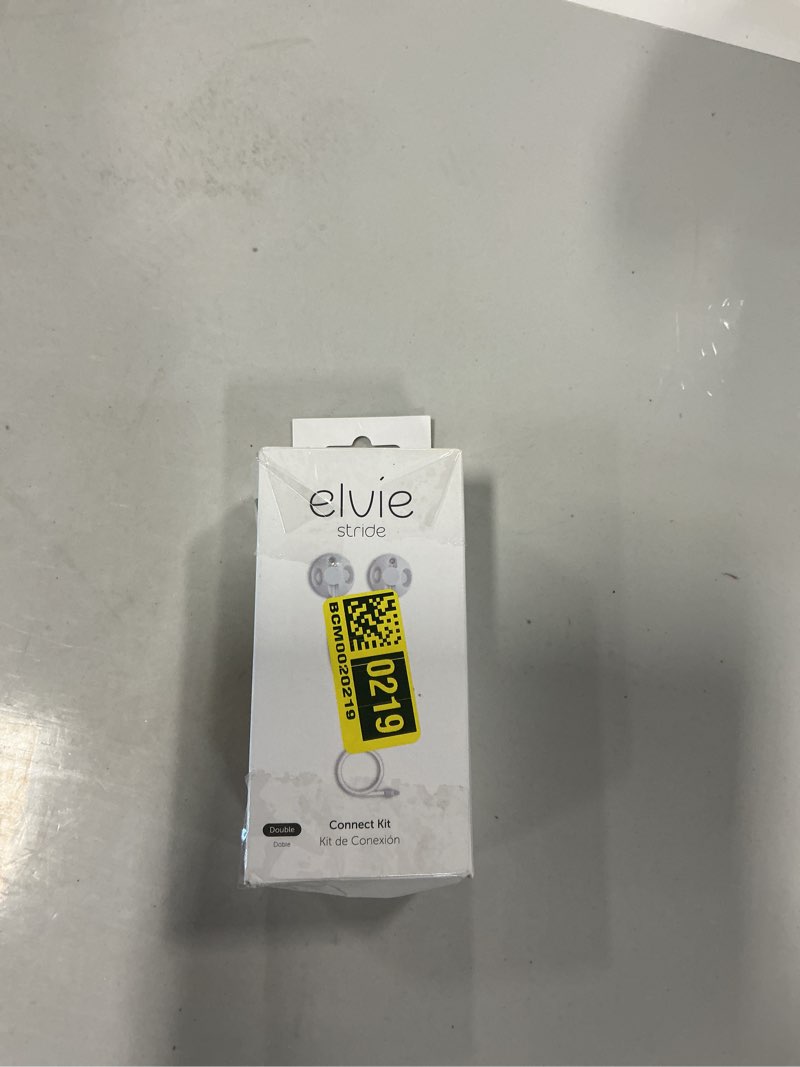 elvie
stride
BCM0020219
0219
Double
Doble
Connect Kit
Kit de Conexión